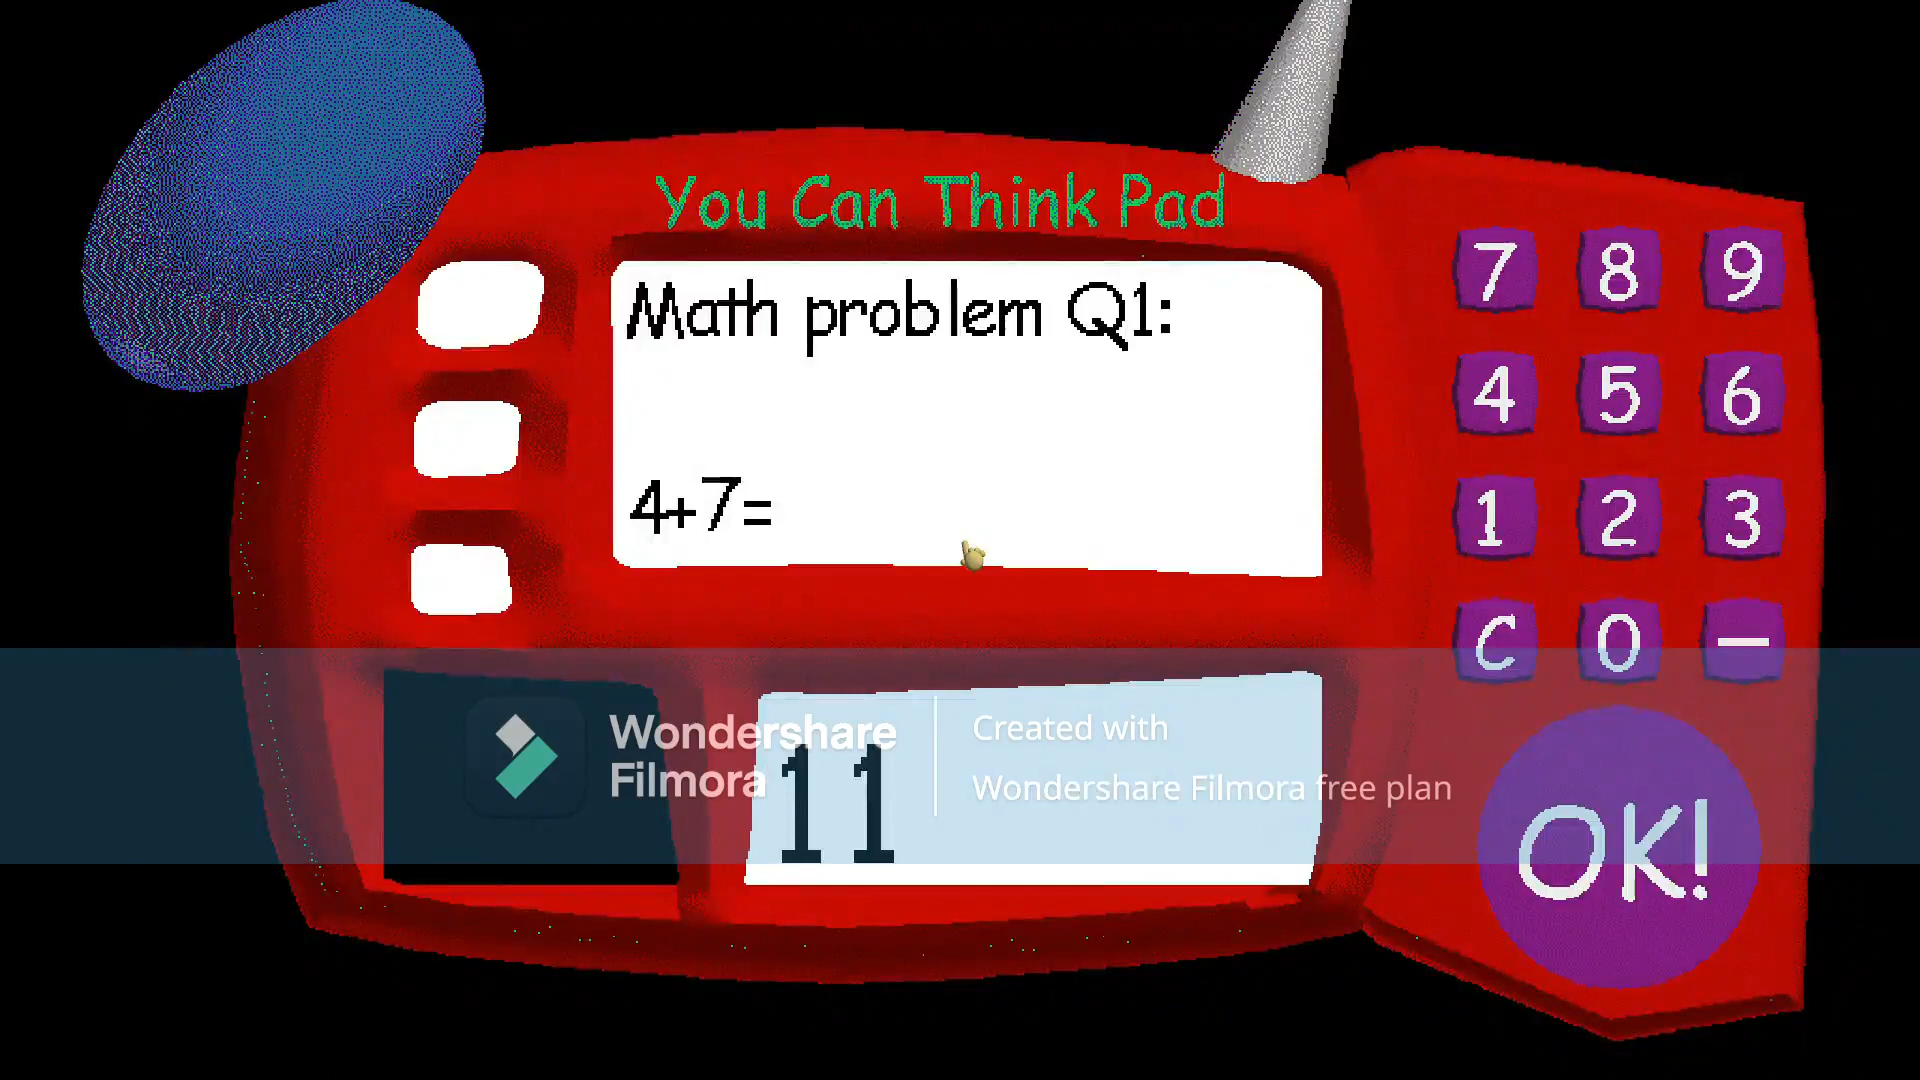 You Can Think Pad
Math problem Q1:
4+7=
7 8 9
4 5 6
1 2 3
C 0 −
11
OK!
Wondershare
Filmora
Created with
Wondershare Filmora free plan